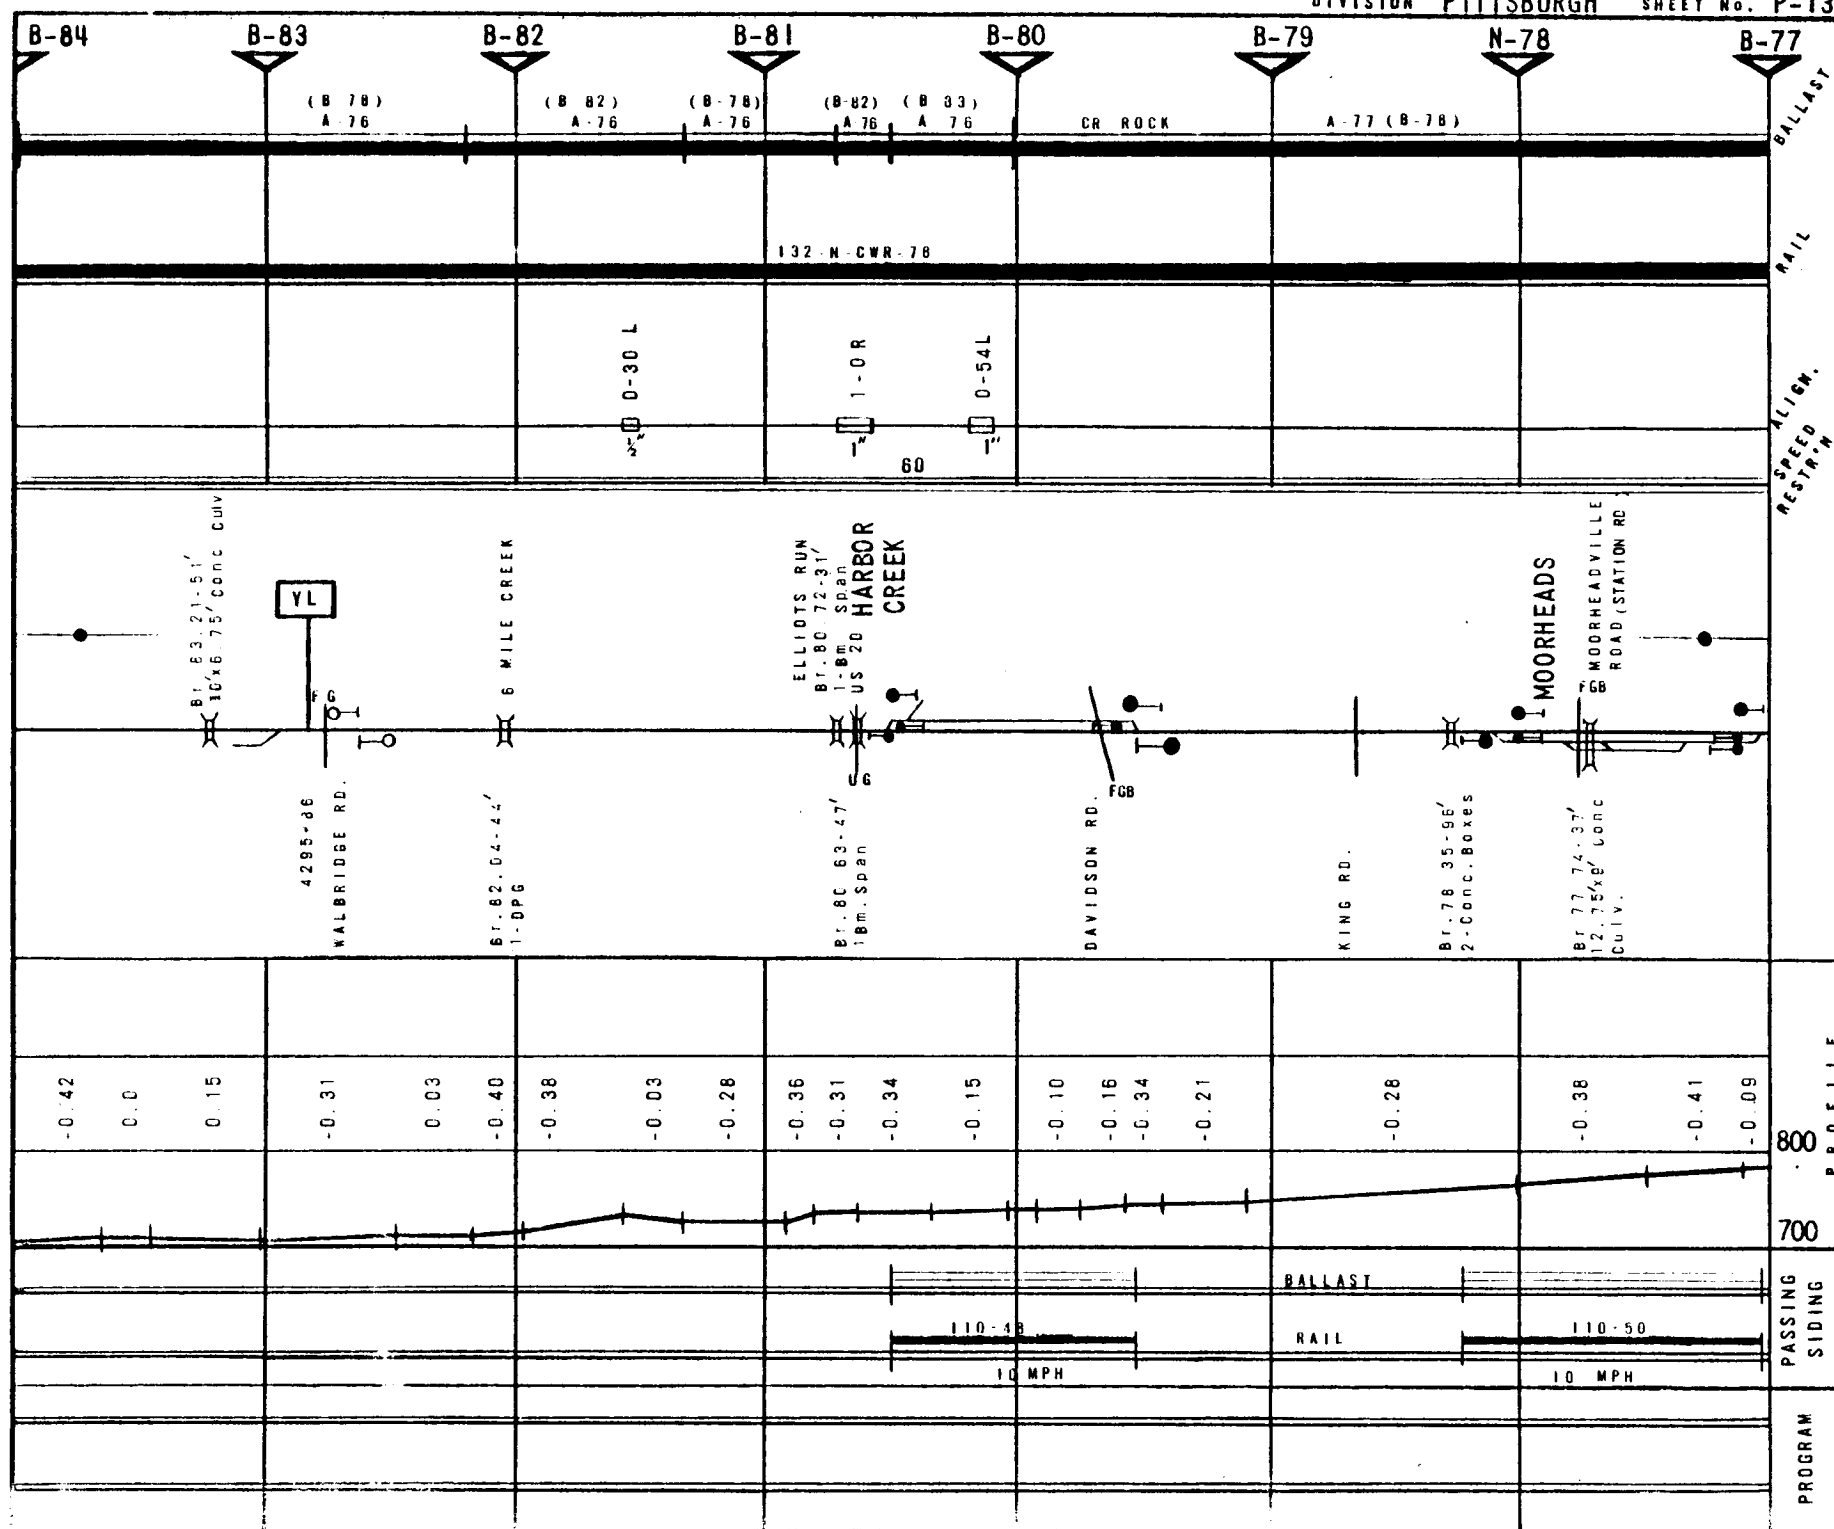 DIVISION PITTSBURGH SHEET No. P-13
B-84 B-83 B-82 B-81 B-80 B-79 N-78 B-77
(B 78) (B 82) (B-78) (B-82) (B 83)
A-76 A-76 A-76 A 76 A 76 CR ROCK A-77 (B-78)
BALLAST
132-N-CWR-78
RAIL
0-30 L
1/2"
1-0 R
1"
0-54L
1"
ALIGN.
60
SPEED
RESTR'N
Br. 83.21-51'
10'x6.75' Conc Culv
YL
F G
4295-86
WALBRIDGE RD.
6 MILE CREEK
Br. 82.04-44'
1-DPG
ELLIOTS RUN
Br. 80.72-31'
1-Bm Span
US 20
HARBOR
CREEK
U G
Br. 80 63-47'
1Bm. Span
DAVIDSON RD.
FGB
KING RD.
Br. 78 35-96'
2-Conc. Boxes
MOORHEADS
MOORHEADVILLE
ROAD (STATION RD)
FGB
Br 77 74-37'
12.75'x8' Conc
Culv.
-0.42 0.0 0.15 -0.31 0.03 -0.40 -0.38 -0.03 -0.28 -0.36 -0.31 -0.34 -0.15 -0.10 -0.16 -0.34 -0.21 -0.28 -0.38 -0.41 -0.09
PROFILE
800
700
BALLAST
110-48 RAIL 110-50
10 MPH 10 MPH
PASSING
SIDING
PROGRAM